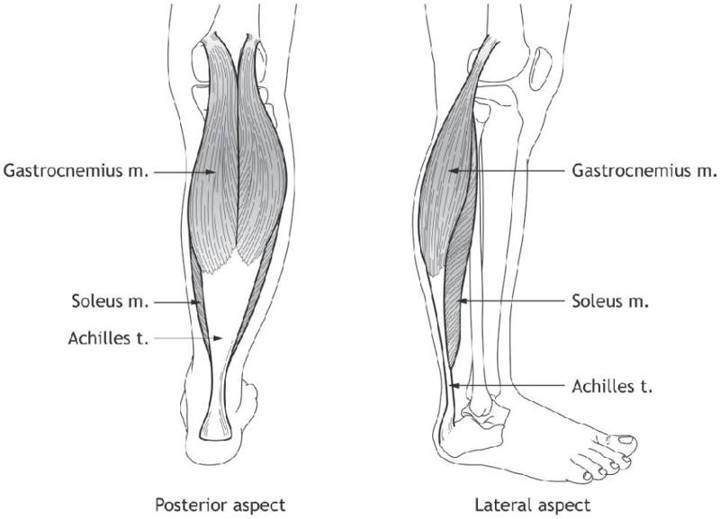 Gastrocnemius m.
Soleus m.
Achilles t.
Posterior aspect
Gastrocnemius m.
Soleus m.
Achilles t.
Lateral aspect